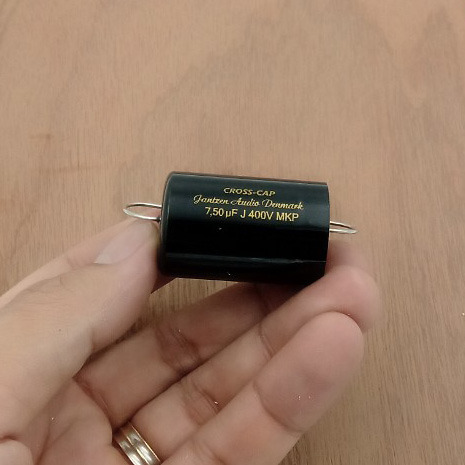 CROSS-CAP
Jantzen Audio Denmark
7,50 µF J 400V MKP